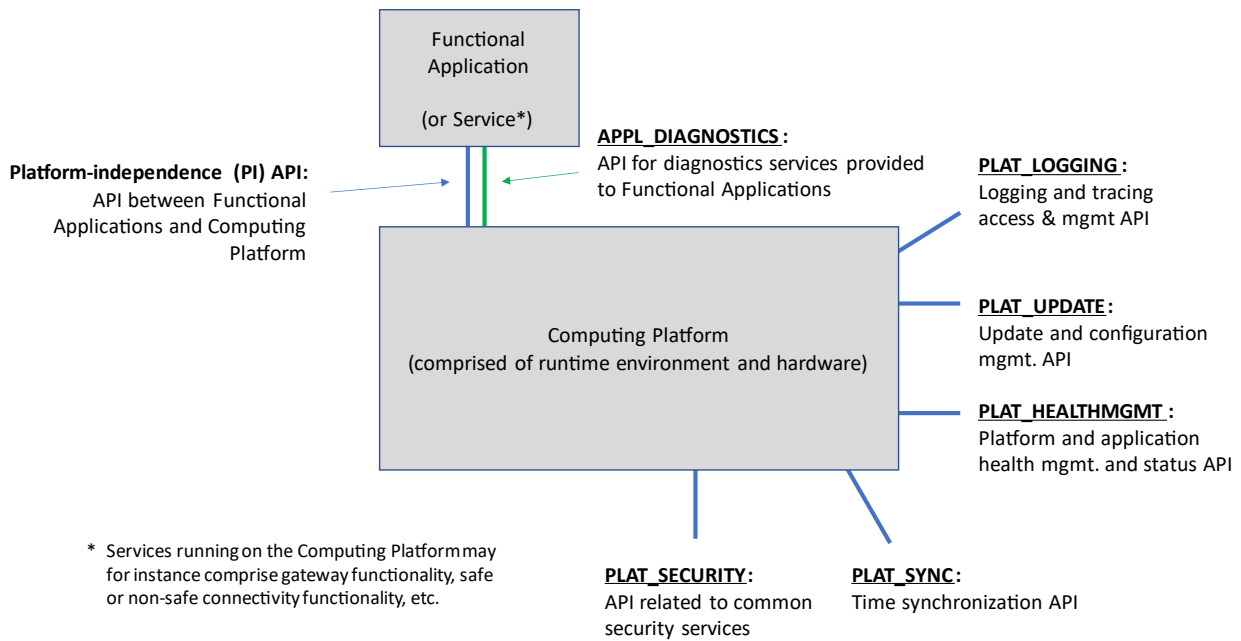 Functional
Application
(or Service*)
Platform-independence (PI) API:
API between Functional
Applications and Computing
Platform
APPL_DIAGNOSTICS:
API for diagnostics services provided
to Functional Applications
PLAT_LOGGING:
Logging and tracing
access & mgmt API
Computing Platform
(comprised of runtime environment and hardware)
PLAT_UPDATE:
Update and configuration
mgmt. API
PLAT_HEALTHMGMT:
Platform and application
health mgmt. and status API
* Services running on the Computing Platform may
for instance comprise gateway functionality, safe
or non-safe connectivity functionality, etc.
PLAT_SECURITY:
API related to common
security services
PLAT_SYNC:
Time synchronization API